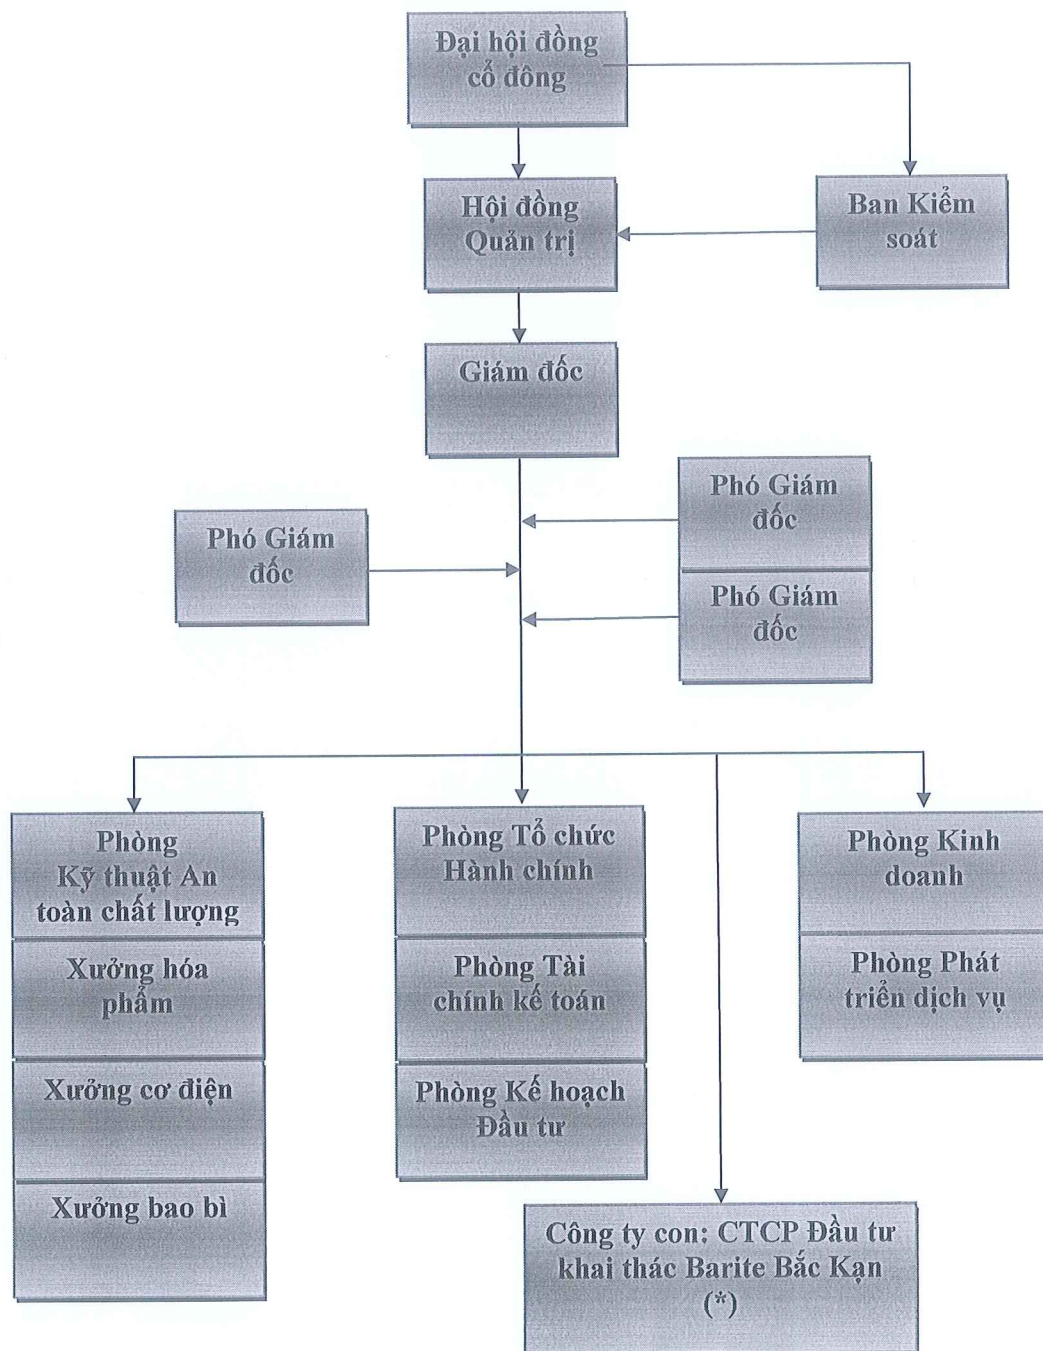 Đại hội đồng
cổ đông
Hội đồng
Quản trị
Ban Kiểm
soát
Giám đốc
Phó Giám
đốc
Phó Giám
đốc
Phó Giám
đốc
Phòng
Kỹ thuật An
toàn chất lượng
Xưởng hóa
phẩm
Xưởng cơ điện
Xưởng bao bì
Phòng Tổ chức
Hành chính
Phòng Tài
chính kế toán
Phòng Kế hoạch
Đầu tư
Phòng Kinh
doanh
Phòng Phát
triển dịch vụ
Công ty con: CTCP Đầu tư
khai thác Barite Bắc Kạn
(*)